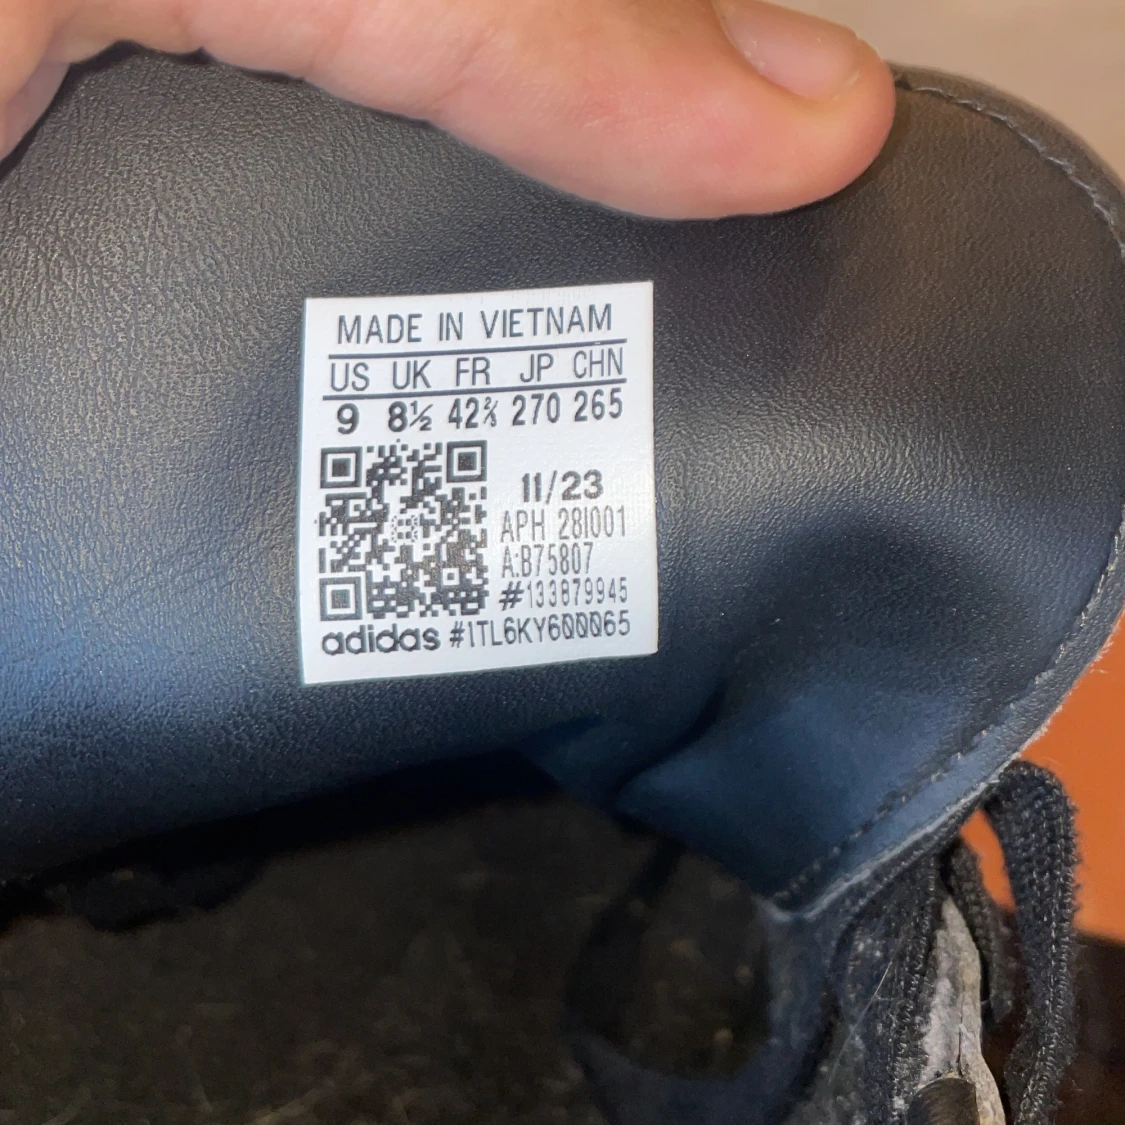 MADE IN VIETNAM
US UK FR JP CHN
9 8½ 42⅔ 270 265
11/23
APH 28I001
A:B75807
#133879945
adidas #1TL6KY600065